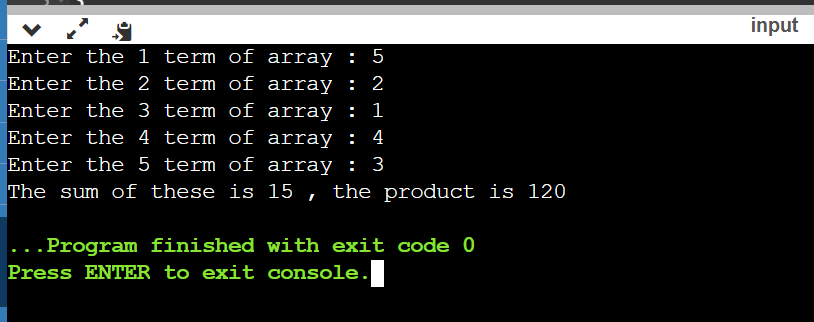 input
Enter the 1 term of array : 5
Enter the 2 term of array : 2
Enter the 3 term of array : 1
Enter the 4 term of array : 4
Enter the 5 term of array : 3
The sum of these is 15 , the product is 120
...Program finished with exit code 0
Press ENTER to exit console.